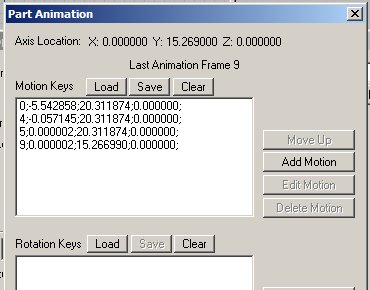 Part Animation
Axis Location: X: 0.000000 Y: 15.269000 Z: 0.000000
Last Animation Frame 9
Motion Keys Load Save Clear
0;-5.542858;20.311874;0.000000;
4;-0.057145;20.311874;0.000000;
5;0.000002;20.311874;0.000000;
9;0.000002;15.266990;0.000000;
Move Up
Add Motion
Edit Motion
Delete Motion
Rotation Keys Load Save Clear